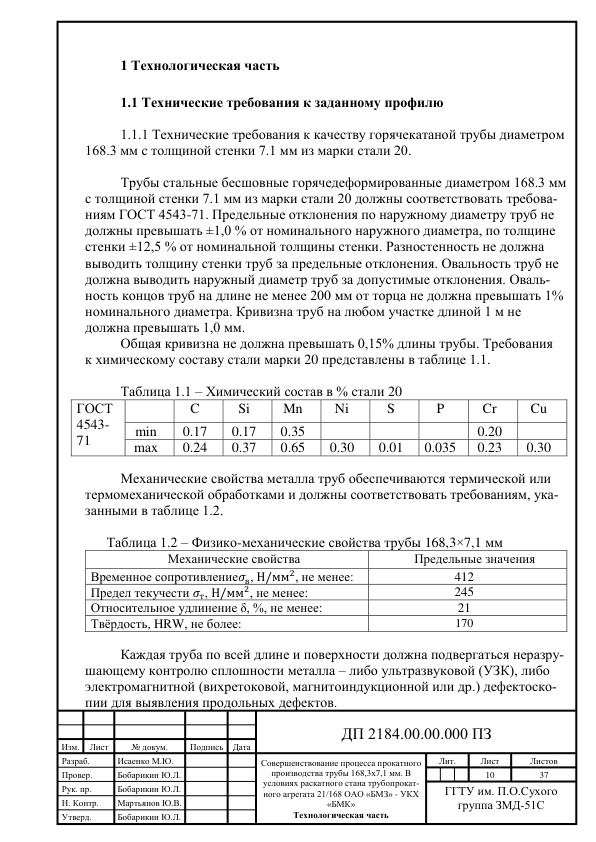 1 Технологическая часть
1.1 Технические требования к заданному профилю
1.1.1 Технические требования к качеству горячекатаной трубы диаметром
168.3 мм с толщиной стенки 7.1 мм из марки стали 20.
Трубы стальные бесшовные горячедеформированные диаметром 168.3 мм
с толщиной стенки 7.1 мм из марки стали 20 должны соответствовать требова-
ниям ГОСТ 4543-71. Предельные отклонения по наружному диаметру труб не
должны превышать ±1,0 % от номинального наружного диаметра, по толщине
стенки ±12,5 % от номинальной толщины стенки. Разностенность не должна
выводить толщину стенки труб за предельные отклонения. Овальность труб не
должна выводить наружный диаметр труб за допустимые отклонения. Оваль-
ность концов труб на длине не менее 200 мм от торца не должна превышать 1%
номинального диаметра. Кривизна труб на любом участке длиной 1 м не
должна превышать 1,0 мм.
Общая кривизна не должна превышать 0,15% длины трубы. Требования
к химическому составу стали марки 20 представлены в таблице 1.1.
Таблица 1.1 – Химический состав в % стали 20
ГОСТ 4543-71 C Si Mn Ni S P Cr Cu
min 0.17 0.17 0.35 0.20
max 0.24 0.37 0.65 0.30 0.01 0.035 0.23 0.30
Механические свойства металла труб обеспечиваются термической или
термомеханической обработками и должны соответствовать требованиям, ука-
занными в таблице 1.2.
Таблица 1.2 – Физико-механические свойства трубы 168,3×7,1 мм
Механические свойства Предельные значения
Временное сопротивлениеσв, Н/мм², не менее: 412
Предел текучести σт, Н/мм², не менее: 245
Относительное удлинение δ, %, не менее: 21
Твёрдость, HRW, не более: 170
Каждая труба по всей длине и поверхности должна подвергаться неразру-
шающему контролю сплошности металла – либо ультразвуковой (УЗК), либо
электромагнитной (вихретоковой, магнитоиндукционной или др.) дефектоско-
пии для выявления продольных дефектов.
ДП 2184.00.00.000 ПЗ
Изм. Лист № докум. Подпись Дата
Разраб. Исаенко М.Ю.
Провер. Бобарикин Ю.Л.
Рук. пр. Бобарикин Ю.Л.
Н. Контр. Мартьянов Ю.В.
Утверд. Бобарикин Ю.Л.
Совершенствование процесса прокатного
производства трубы 168,3х7,1 мм. В
условиях раскатного стана трубопрокат-
ного агрегата 21/168 ОАО «БМЗ» - УКХ
«БМК»
Технологическая часть
Лит. Лист Листов
10 37
ГГТУ им. П.О.Сухого
группа ЗМД-51С